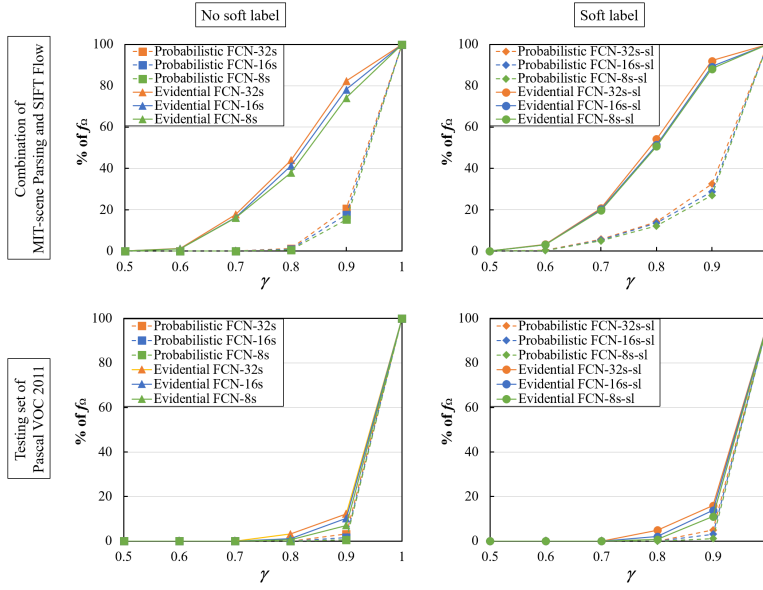 No soft label
Soft label
Combination of
MIT-scene Parsing and SIFT Flow
% of fΩ
100
80
60
40
20
0
Probabilistic FCN-32s
Probabilistic FCN-16s
Probabilistic FCN-8s
Evidential FCN-32s
Evidential FCN-16s
Evidential FCN-8s
0.5 0.6 0.7 0.8 0.9 1
γ
% of fΩ
100
80
60
40
20
0
Probabilistic FCN-32s-sl
Probabilistic FCN-16s-sl
Probabilistic FCN-8s-sl
Evidential FCN-32s-sl
Evidential FCN-16s-sl
Evidential FCN-8s-sl
0.5 0.6 0.7 0.8 0.9
γ
Testing set of
Pascal VOC 2011
% of fΩ
100
80
60
40
20
0
Probabilistic FCN-32s
Probabilistic FCN-16s
Probabilistic FCN-8s
Evidential FCN-32s
Evidential FCN-16s
Evidential FCN-8s
0.5 0.6 0.7 0.8 0.9 1
γ
% of fΩ
100
80
60
40
20
0
Probabilistic FCN-32s-sl
Probabilistic FCN-16s-sl
Probabilistic FCN-8s-sl
Evidential FCN-32s-sl
Evidential FCN-16s-sl
Evidential FCN-8s-sl
0.5 0.6 0.7 0.8 0.9
γ